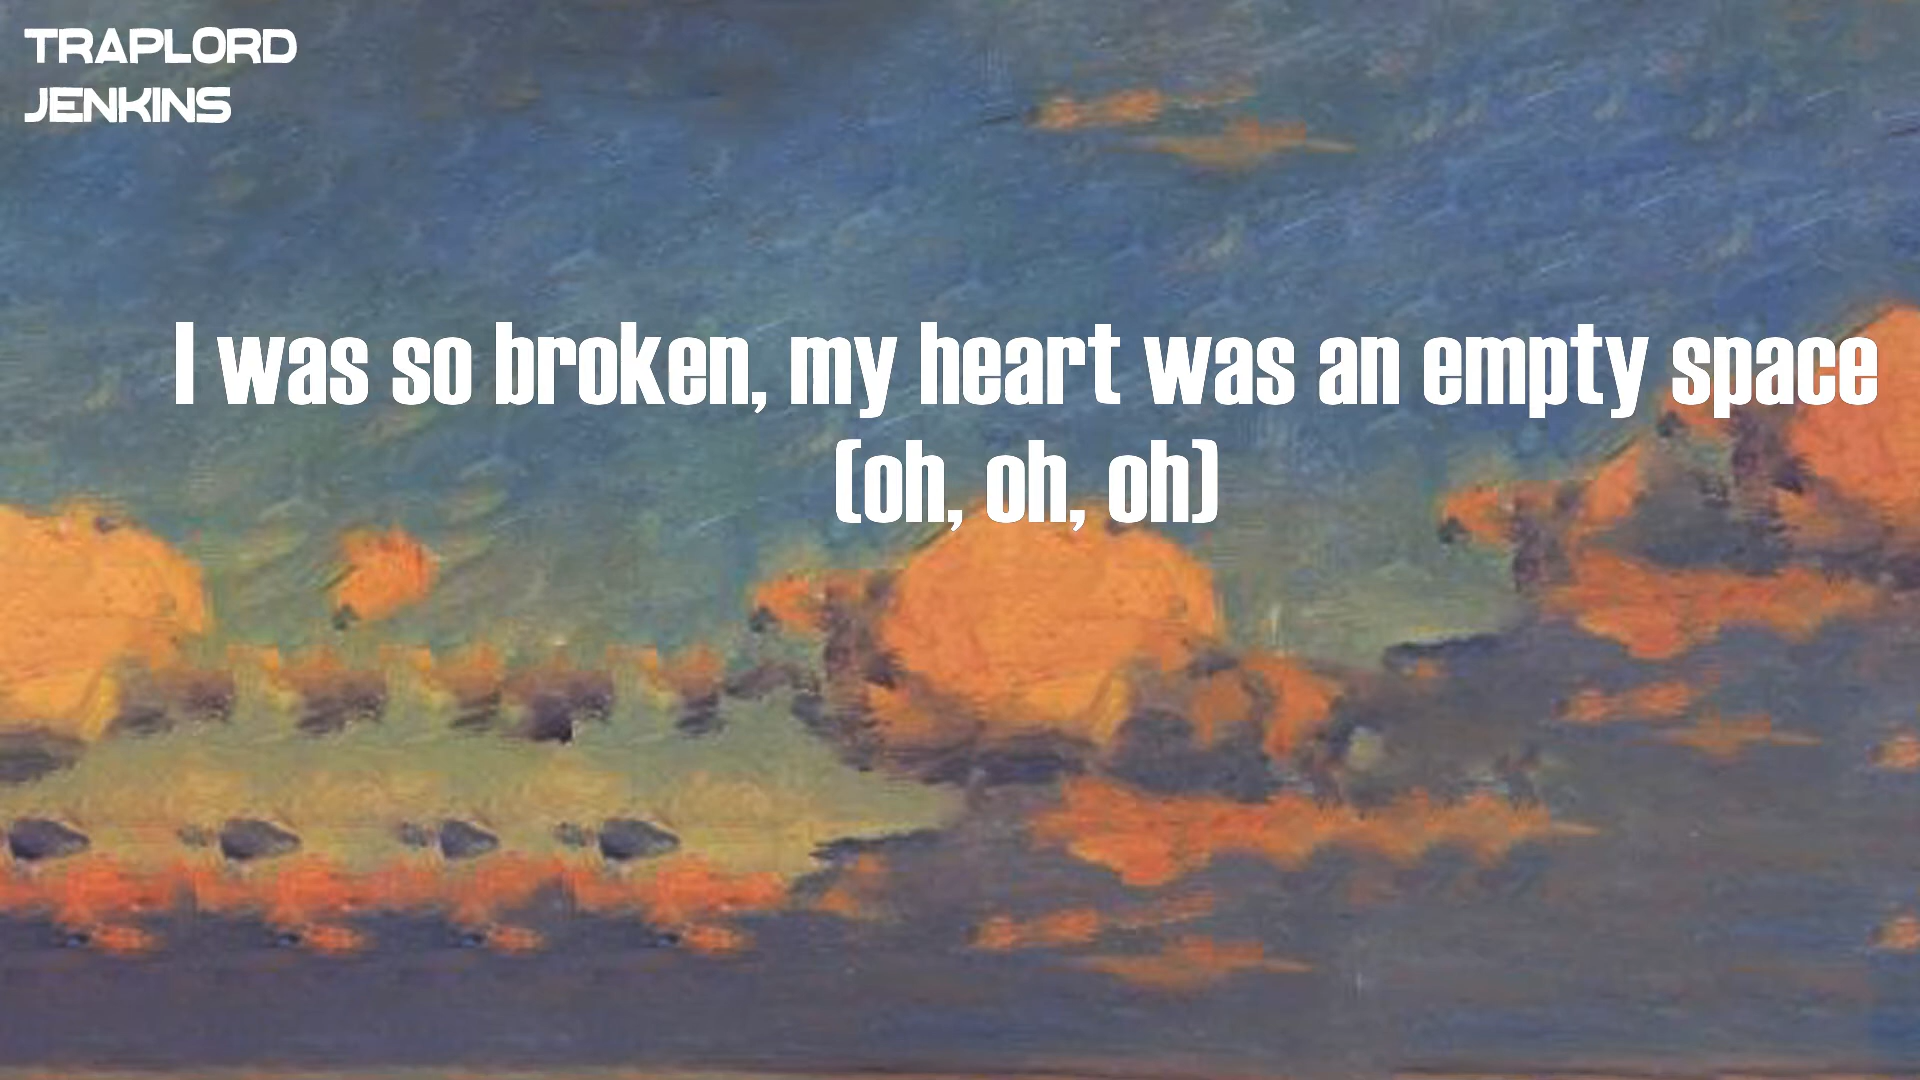 TRAPLORD
JENKINS
I was so broken, my heart was an empty space
(oh, oh, oh)